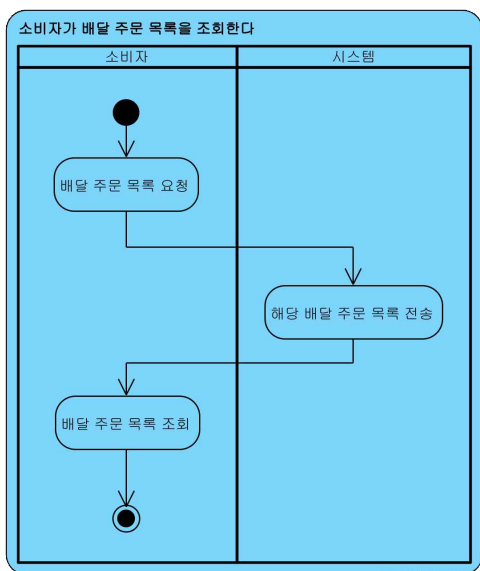 소비자가 배달 주문 목록을 조회한다
소비자
시스템
배달 주문 목록 요청
해당 배달 주문 목록 전송
배달 주문 목록 조회